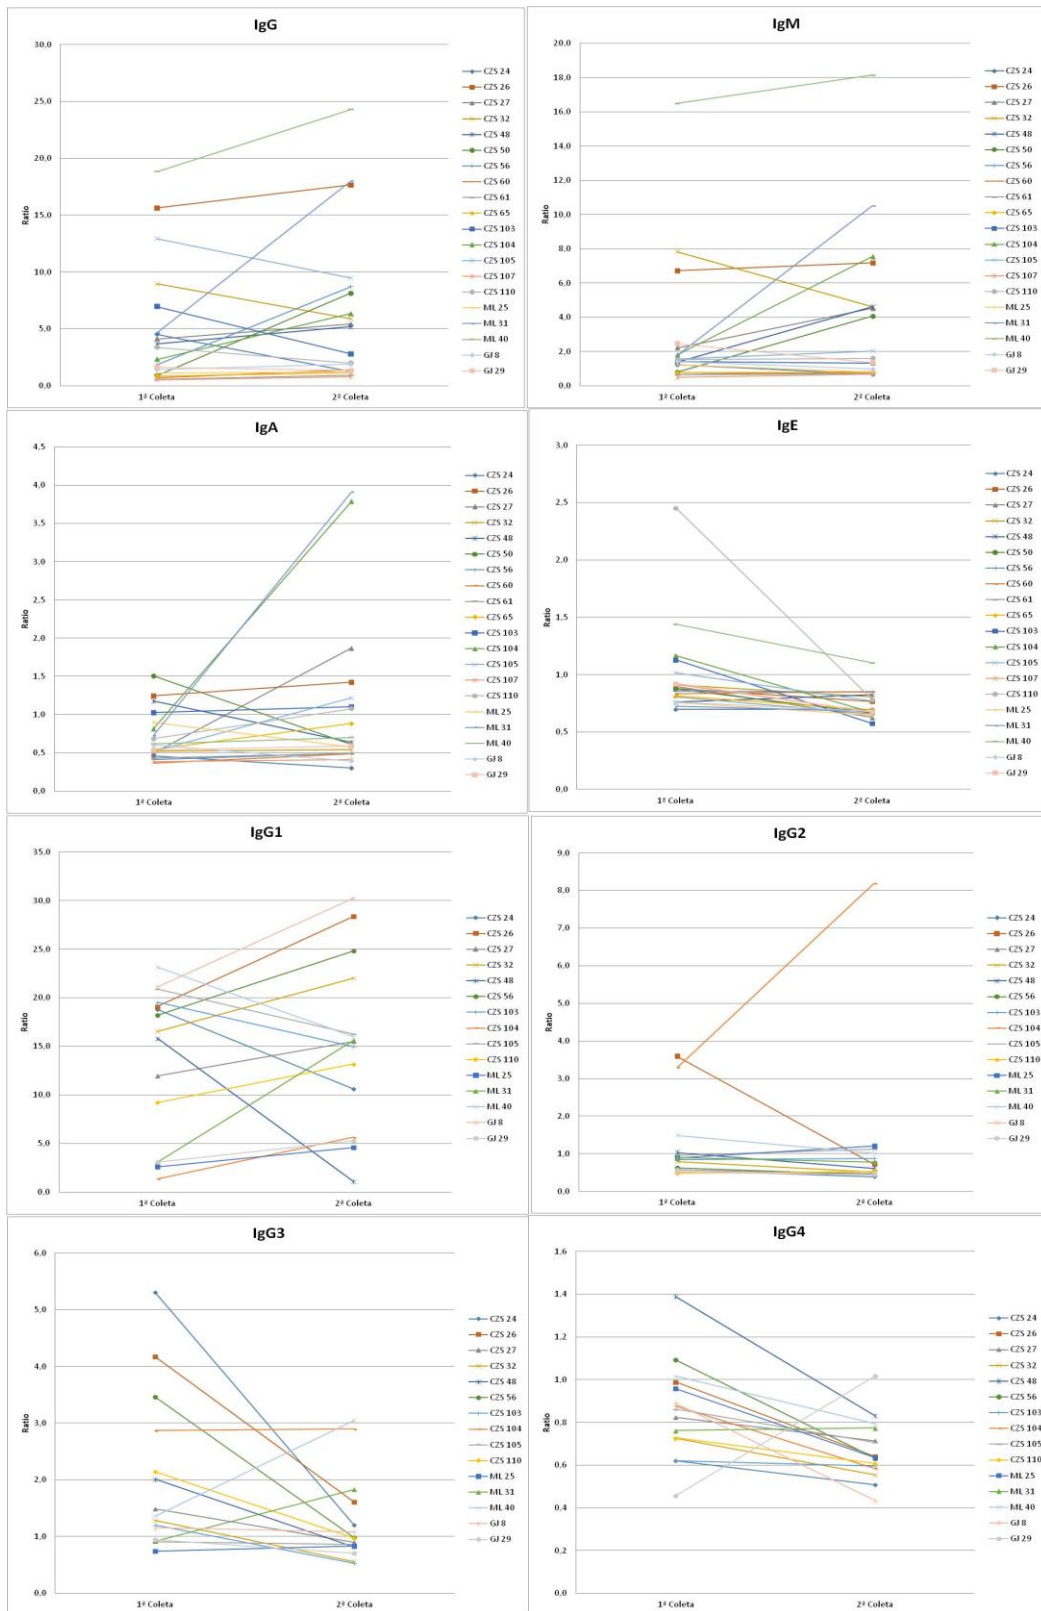 IgG
30,0
25,0
20,0
15,0
10,0
5,0
0,0
Ratio
1ª Coleta
2ª Coleta
CZS 24
CZS 26
CZS 27
CZS 32
CZS 48
CZS 50
CZS 56
CZS 60
CZS 61
CZS 65
CZS 103
CZS 104
CZS 105
CZS 107
CZS 110
ML 25
ML 31
ML 40
GJ 8
GJ 29
IgM
20,0
18,0
16,0
14,0
12,0
10,0
8,0
6,0
4,0
2,0
0,0
Ratio
1ª Coleta
2ª Coleta
CZS 24
CZS 26
CZS 27
CZS 32
CZS 48
CZS 50
CZS 56
CZS 60
CZS 61
CZS 65
CZS 103
CZS 104
CZS 105
CZS 107
CZS 110
ML 25
ML 31
ML 40
GJ 8
GJ 29
IgA
4,5
4,0
3,5
3,0
2,5
2,0
1,5
1,0
0,5
0,0
Ratio
1ª Coleta
2ª Coleta
CZS 24
CZS 26
CZS 27
CZS 32
CZS 48
CZS 50
CZS 56
CZS 60
CZS 61
CZS 65
CZS 103
CZS 104
CZS 105
CZS 107
CZS 110
ML 25
ML 31
ML 40
GJ 8
GJ 29
IgE
3,0
2,5
2,0
1,5
1,0
0,5
0,0
Ratio
1ª Coleta
2ª Coleta
CZS 24
CZS 26
CZS 27
CZS 32
CZS 48
CZS 50
CZS 56
CZS 60
CZS 61
CZS 65
CZS 103
CZS 104
CZS 105
CZS 107
CZS 110
ML 25
ML 31
ML 40
GJ 8
GJ 29
IgG1
35,0
30,0
25,0
20,0
15,0
10,0
5,0
0,0
Ratio
1ª Coleta
2ª Coleta
CZS 24
CZS 26
CZS 27
CZS 32
CZS 48
CZS 56
CZS 103
CZS 104
CZS 105
CZS 110
ML 25
ML 31
ML 40
GJ 8
GJ 29
IgG2
9,0
8,0
7,0
6,0
5,0
4,0
3,0
2,0
1,0
0,0
Ratio
1ª Coleta
2ª Coleta
CZS 24
CZS 26
CZS 27
CZS 32
CZS 48
CZS 56
CZS 103
CZS 104
CZS 105
CZS 110
ML 25
ML 31
ML 40
GJ 8
GJ 29
IgG3
6,0
5,0
4,0
3,0
2,0
1,0
0,0
Ratio
1ª Coleta
2ª Coleta
CZS 24
CZS 26
CZS 27
CZS 32
CZS 48
CZS 56
CZS 103
CZS 104
CZS 105
CZS 110
ML 25
ML 31
ML 40
GJ 8
GJ 29
IgG4
1,6
1,4
1,2
1,0
0,8
0,6
0,4
0,2
0,0
Ratio
1ª Coleta
2ª Coleta
CZS 24
CZS 26
CZS 27
CZS 32
CZS 48
CZS 56
CZS 103
CZS 104
CZS 105
CZS 110
ML 25
ML 31
ML 40
GJ 8
GJ 29